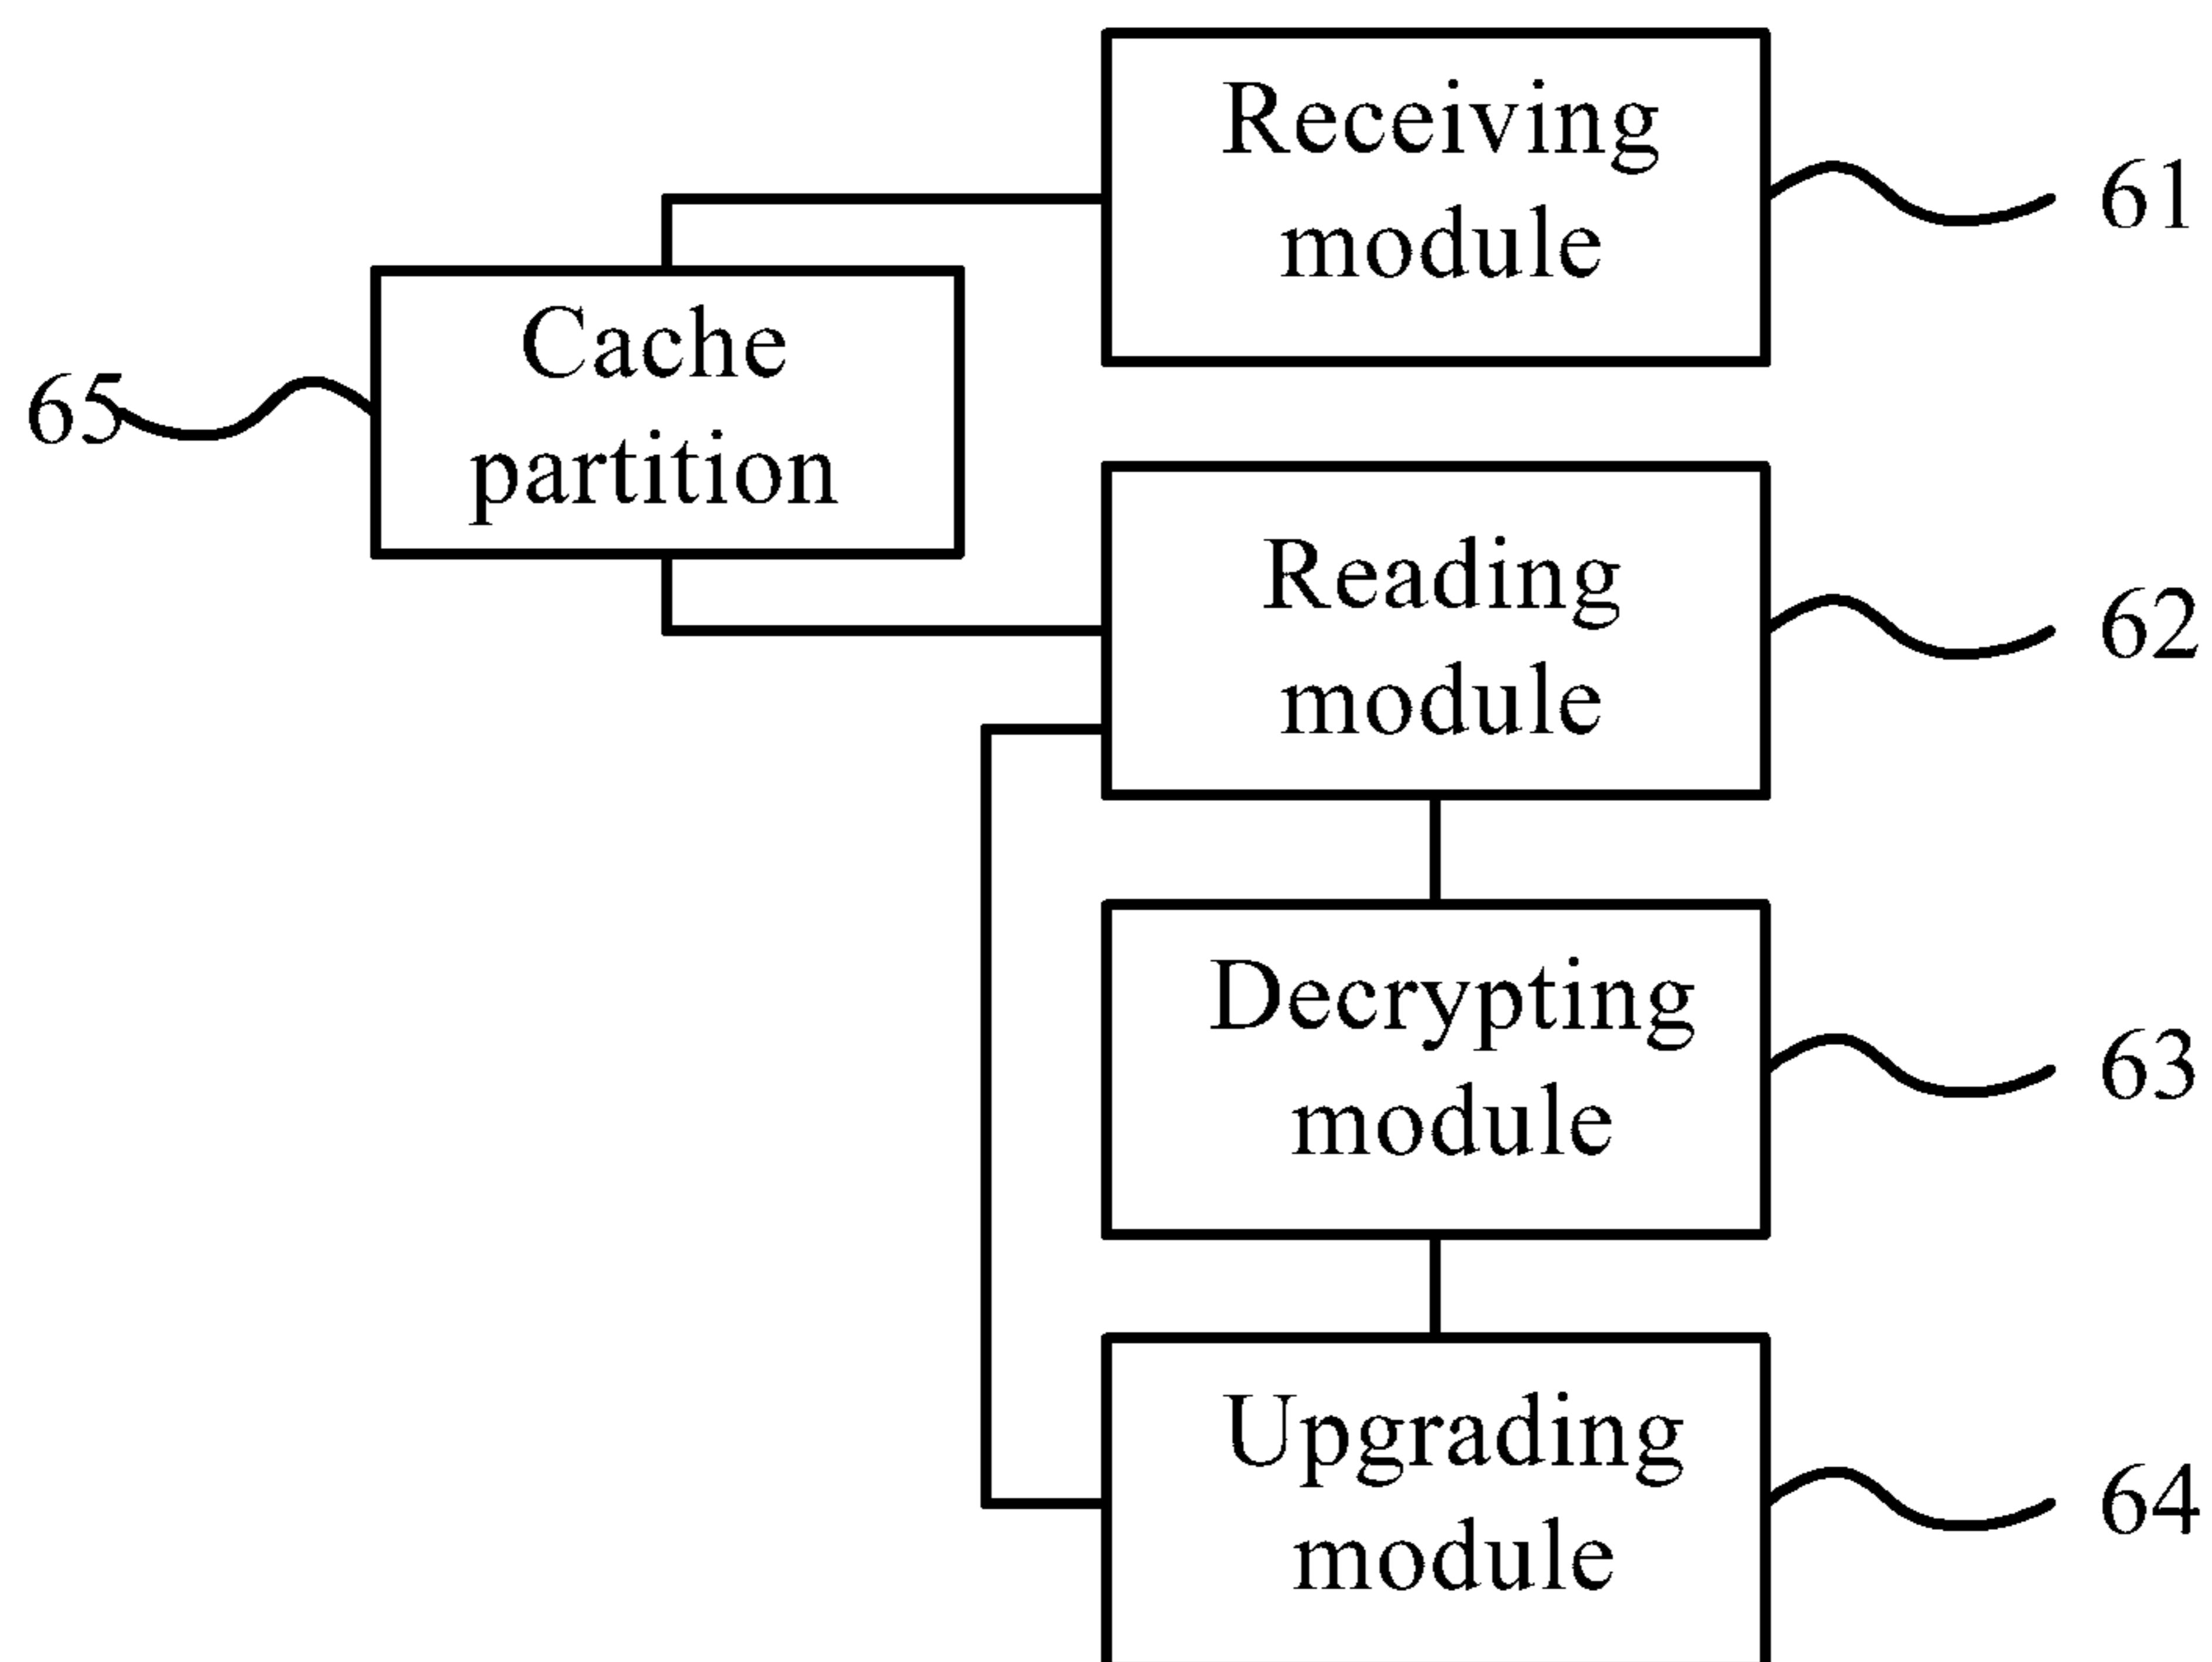 Receiving
module
61
Cache
partition
65
Reading
module
62
Decrypting
module
63
Upgrading
module
64